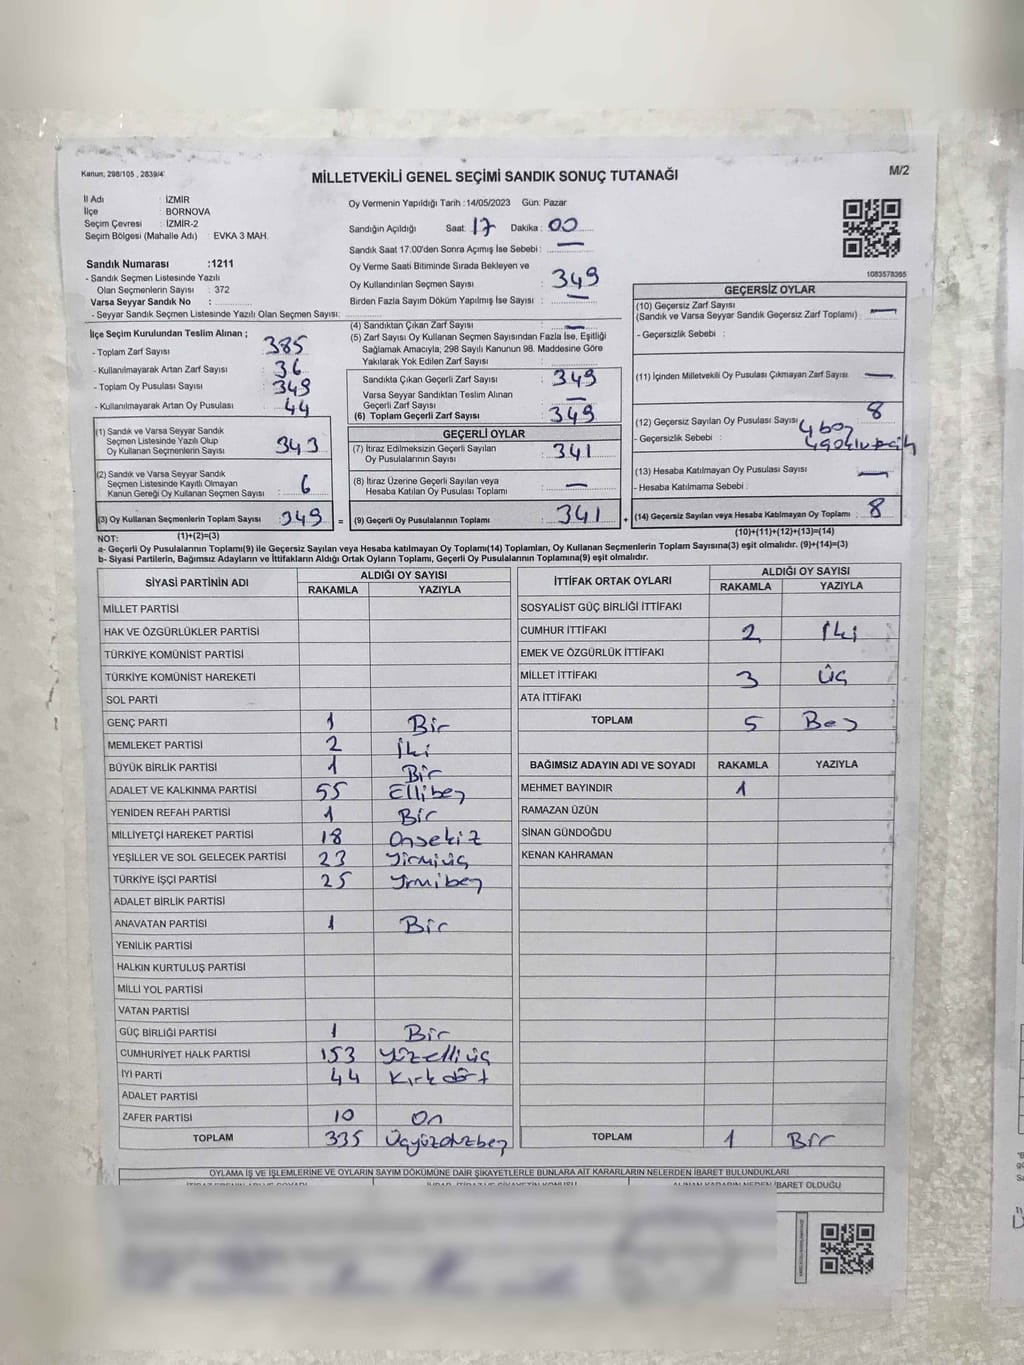 Kanun, 298/105 , 2839/4
M/2
MİLLETVEKİLİ GENEL SEÇİMİ SANDIK SONUÇ TUTANAĞI
İl Adı : İZMİR
İlçe : BORNOVA
Seçim Çevresi : İZMİR-2
Seçim Bölgesi (Mahalle Adı) : EVKA 3 MAH.
Sandık Numarası :1211
- Sandık Seçmen Listesinde Yazılı
Olan Seçmenlerin Sayısı : 372
Varsa Seyyar Sandık No :
- Seyyar Sandık Seçmen Listesinde Yazılı Olan Seçmen Sayısı:
Oy Vermenin Yapıldığı Tarih :14/05/2023 Gün: Pazar
Sandığın Açıldığı Saat: 17 Dakika : 00
Sandık Saat 17:00'den Sonra Açımış İse Sebebi : —
Oy Verme Saati Bitiminde Sırada Bekleyen ve
Oy Kullandırılan Seçmen Sayısı : 349
Birden Fazla Sayım Döküm Yapılmış İse Sayısı : —
1083578365
İlçe Seçim Kurulundan Teslim Alınan ;
- Toplam Zarf Sayısı : 385
- Kullanılmayarak Artan Zarf Sayısı : 36
- Toplam Oy Pusulası Sayısı : 349
- Kullanılmayarak Artan Oy Pusulası : 44
(1) Sandık ve Varsa Seyyar Sandık
Seçmen Listesinde Yazılı Olup
Oy Kullanan Seçmenlerin Sayısı : 343
(2) Sandık ve Varsa Seyyar Sandık
Seçmen Listesinde Kayıtlı Olmayan
Kanun Gereği Oy Kullanan Seçmen Sayısı : 6
(3) Oy Kullanan Seçmenlerin Toplam Sayısı : 349 =
(4) Sandıktan Çıkan Zarf Sayısı : —
(5) Zarf Sayısı Oy Kullanan Seçmen Sayısından Fazla İse, Eşitliği
Sağlamak Amacıyla, 298 Sayılı Kanunun 98. Maddesine Göre
Yakılarak Yok Edilen Zarf Sayısı :
Sandıkta Çıkan Geçerli Zarf Sayısı : 349
Varsa Seyyar Sandıktan Teslim Alınan
Geçerli Zarf Sayısı : —
(6) Toplam Geçerli Zarf Sayısı : 349
GEÇERLİ OYLAR
(7) İtiraz Edilmeksizin Geçerli Sayılan
Oy Pusulalarının Sayısı : 341
(8) İtiraz Üzerine Geçerli Sayılan veya
Hesaba Katılan Oy Pusulası Toplamı : —
(9) Geçerli Oy Pusulalarının Toplamı : 341 +
GEÇERSİZ OYLAR
(10) Geçersiz Zarf Sayısı
(Sandık ve Varsa Seyyar Sandık Geçersiz Zarf Toplamı) : —
- Geçersizlik Sebebi :
(11) İçinden Milletvekili Oy Pusulası Çıkmayan Zarf Sayısı. —
(12) Geçersiz Sayılan Oy Pusulası Sayısı : 8
- Geçersizlik Sebebi : 4 boş
(13) Hesaba Katılmayan Oy Pusulası Sayısı : —
- Hesaba Katılmama Sebebi :
(14) Geçersiz Sayılan veya Hesaba Katılmayan Oy Toplamı : 8
NOT: (1)+(2)=(3)
(10)+(11)+(12)+(13)=(14)
a- Geçerli Oy Pusulalarının Toplamı(9) ile Geçersiz Sayılan veya Hesaba katılmayan Oy Toplamı(14) Toplamları, Oy Kullanan Seçmenlerin Toplam Sayısına(3) eşit olmalıdır. (9)+(14)=(3)
b- Siyasi Partilerin, Bağımsız Adayların ve İttifakların Aldığı Ortak Oyların Toplamı, Geçerli Oy Pusulalarının Toplamına(9) eşit olmalıdır.
SİYASİ PARTİNİN ADI ALDIĞI OY SAYISI
RAKAMLA YAZIYLA
MİLLET PARTİSİ
HAK VE ÖZGÜRLÜKLER PARTİSİ
TÜRKİYE KOMÜNİST PARTİSİ
TÜRKİYE KOMÜNİST HAREKETİ
SOL PARTİ
GENÇ PARTİ 1 Bir
MEMLEKET PARTİSİ 2 İki
BÜYÜK BİRLİK PARTİSİ 1 Bir
ADALET VE KALKINMA PARTİSİ 55 Ellibeş
YENİDEN REFAH PARTİSİ 1 Bir
MİLLİYETÇİ HAREKET PARTİSİ 18 Onsekiz
YEŞİLLER VE SOL GELECEK PARTİSİ 23 Yirmiüç
TÜRKİYE İŞÇİ PARTİSİ 25 Yirmibeş
ADALET BİRLİK PARTİSİ
ANAVATAN PARTİSİ 1 Bir
YENİLİK PARTİSİ
HALKIN KURTULUŞ PARTİSİ
MİLLİ YOL PARTİSİ
VATAN PARTİSİ
GÜÇ BİRLİĞİ PARTİSİ 1 Bir
CUMHURİYET HALK PARTİSİ 153 Yüzelliüç
İYİ PARTİ 44 Kırkdört
ADALET PARTİSİ
ZAFER PARTİSİ 10 On
TOPLAM 335 Üçyüzotuzbeş
İTTİFAK ORTAK OYLARI ALDIĞI OY SAYISI
RAKAMLA YAZIYLA
SOSYALİST GÜÇ BİRLİĞİ İTTİFAKI
CUMHUR İTTİFAKI 2 İki
EMEK VE ÖZGÜRLÜK İTTİFAKI
MİLLET İTTİFAKI 3 Üç
ATA İTTİFAKI
TOPLAM 5 Beş
BAĞIMSIZ ADAYIN ADI VE SOYADI RAKAMLA YAZIYLA
MEHMET BAYINDIR 1
RAMAZAN ÜZÜN
SİNAN GÜNDOĞDU
KENAN KAHRAMAN
TOPLAM 1 Bir
OYLAMA İŞ VE İŞLEMLERİNE VE OYLARIN SAYIM DÖKÜMÜNE DAİR ŞİKAYETLERLE BUNLARA AİT KARARLARIN NELERDEN İBARET BULUNDUKLARI
İBARET OLDUĞU